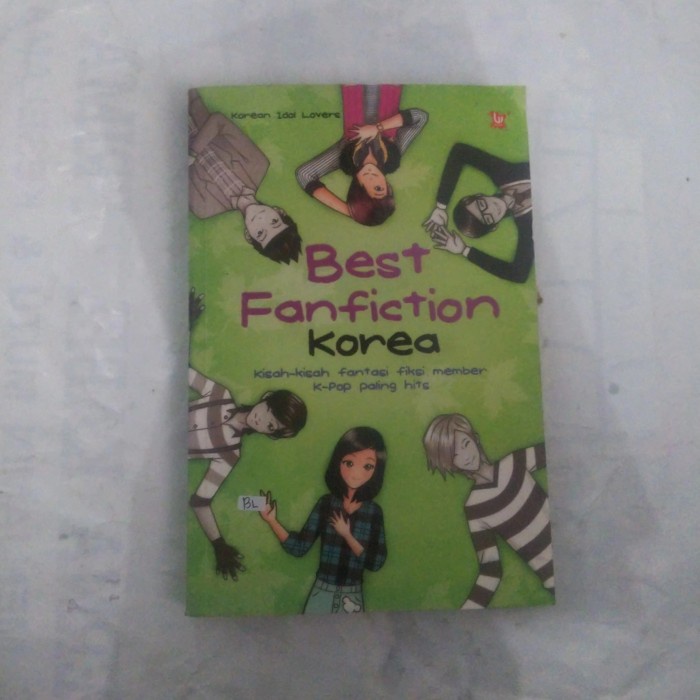 Korean Idol Lovers
Best
Fanfiction
Korea
Kisah-kisah fantasi fiksi member
K-Pop paling hits
BL